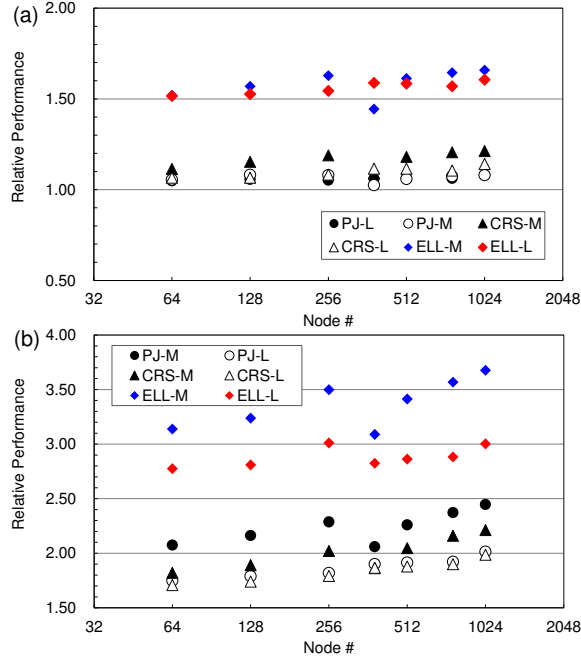 (a)
2.00
1.50
1.00
0.50
Relative Performance
PJ-L PJ-M CRS-M
CRS-L ELL-M ELL-L
32 64 128 256 512 1024 2048
Node #
(b)
4.00
3.50
3.00
2.50
2.00
1.50
Relative Performance
PJ-M PJ-L
CRS-M CRS-L
ELL-M ELL-L
32 64 128 256 512 1024 2048
Node #